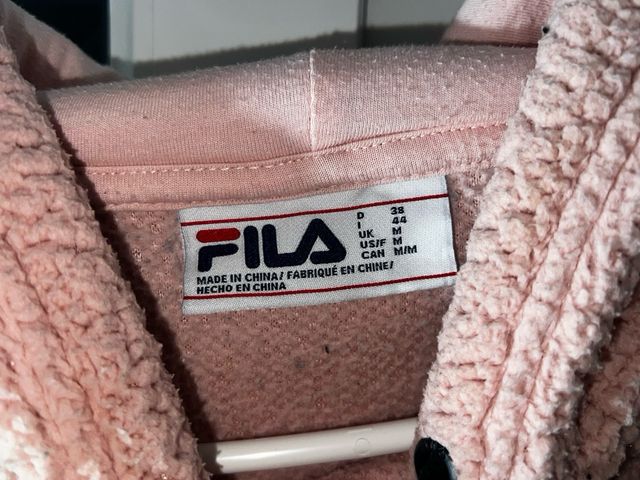 FILA
D 38
I 44
UK M
US/F M
CAN M/M
MADE IN CHINA/ FABRIQUÉ EN CHINE/
HECHO EN CHINA